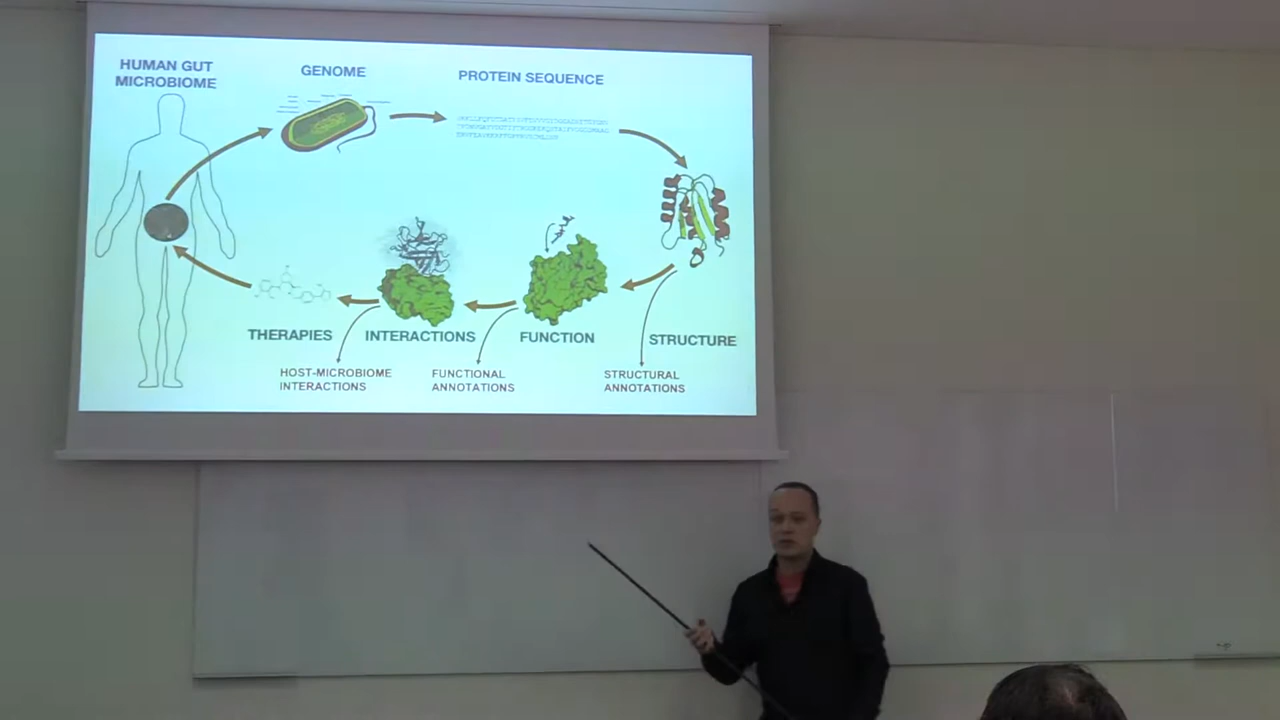 HUMAN GUT
MICROBIOME
GENOME
PROTEIN SEQUENCE
THERAPIES
INTERACTIONS
FUNCTION
STRUCTURE
HOST-MICROBIOME
INTERACTIONS
FUNCTIONAL
ANNOTATIONS
STRUCTURAL
ANNOTATIONS